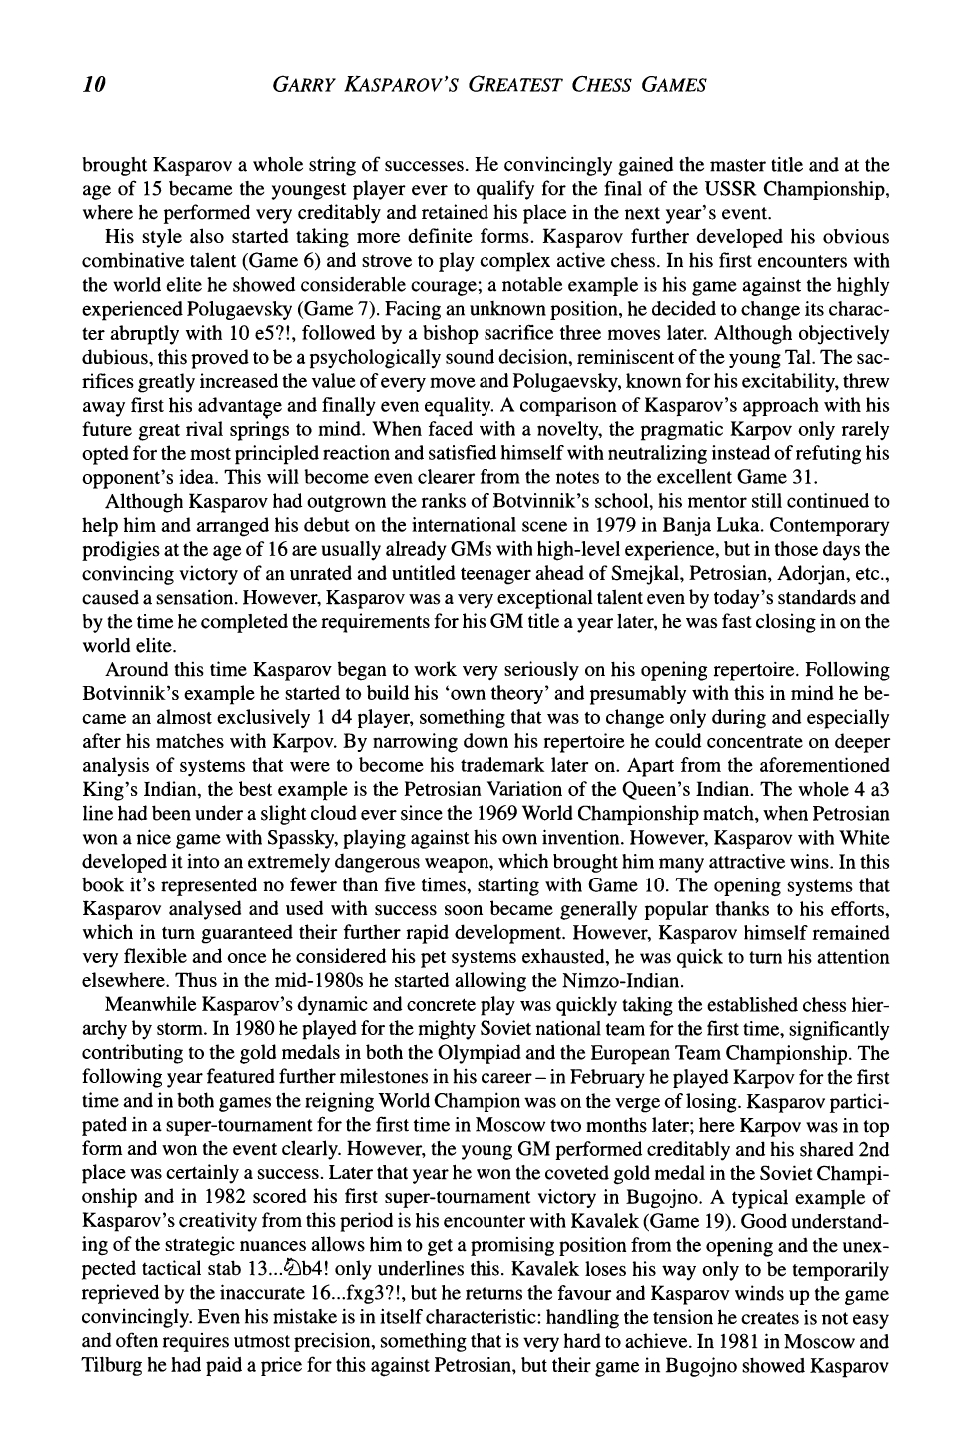 10 GARRY KASPAROV'S GREATEST CHESS GAMES
brought Kasparov a whole string of successes. He convincingly gained the master title and at the
age of 15 became the youngest player ever to qualify for the final of the USSR Championship,
where he performed very creditably and retained his place in the next year's event.
His style also started taking more definite forms. Kasparov further developed his obvious
combinative talent (Game 6) and strove to play complex active chess. In his first encounters with
the world elite he showed considerable courage; a notable example is his game against the highly
experienced Polugaevsky (Game 7). Facing an unknown position, he decided to change its charac-
ter abruptly with 10 e5?!, followed by a bishop sacrifice three moves later. Although objectively
dubious, this proved to be a psychologically sound decision, reminiscent of the young Tal. The sac-
rifices greatly increased the value of every move and Polugaevsky, known for his excitability, threw
away first his advantage and finally even equality. A comparison of Kasparov's approach with his
future great rival springs to mind. When faced with a novelty, the pragmatic Karpov only rarely
opted for the most principled reaction and satisfied himself with neutralizing instead of refuting his
opponent's idea. This will become even clearer from the notes to the excellent Game 31.
Although Kasparov had outgrown the ranks of Botvinnik's school, his mentor still continued to
help him and arranged his debut on the international scene in 1979 in Banja Luka. Contemporary
prodigies at the age of 16 are usually already GMs with high-level experience, but in those days the
convincing victory of an unrated and untitled teenager ahead of Smejkal, Petrosian, Adorjan, etc.,
caused a sensation. However, Kasparov was a very exceptional talent even by today's standards and
by the time he completed the requirements for his GM title a year later, he was fast closing in on the
world elite.
Around this time Kasparov began to work very seriously on his opening repertoire. Following
Botvinnik's example he started to build his 'own theory' and presumably with this in mind he be-
came an almost exclusively 1 d4 player, something that was to change only during and especially
after his matches with Karpov. By narrowing down his repertoire he could concentrate on deeper
analysis of systems that were to become his trademark later on. Apart from the aforementioned
King's Indian, the best example is the Petrosian Variation of the Queen's Indian. The whole 4 a3
line had been under a slight cloud ever since the 1969 World Championship match, when Petrosian
won a nice game with Spassky, playing against his own invention. However, Kasparov with White
developed it into an extremely dangerous weapon, which brought him many attractive wins. In this
book it's represented no fewer than five times, starting with Game 10. The opening systems that
Kasparov analysed and used with success soon became generally popular thanks to his efforts,
which in turn guaranteed their further rapid development. However, Kasparov himself remained
very flexible and once he considered his pet systems exhausted, he was quick to turn his attention
elsewhere. Thus in the mid-1980s he started allowing the Nimzo-Indian.
Meanwhile Kasparov's dynamic and concrete play was quickly taking the established chess hier-
archy by storm. In 1980 he played for the mighty Soviet national team for the first time, significantly
contributing to the gold medals in both the Olympiad and the European Team Championship. The
following year featured further milestones in his career – in February he played Karpov for the first
time and in both games the reigning World Champion was on the verge of losing. Kasparov partici-
pated in a super-tournament for the first time in Moscow two months later; here Karpov was in top
form and won the event clearly. However, the young GM performed creditably and his shared 2nd
place was certainly a success. Later that year he won the coveted gold medal in the Soviet Champi-
onship and in 1982 scored his first super-tournament victory in Bugojno. A typical example of
Kasparov's creativity from this period is his encounter with Kavalek (Game 19). Good understand-
ing of the strategic nuances allows him to get a promising position from the opening and the unex-
pected tactical stab 13...♘b4! only underlines this. Kavalek loses his way only to be temporarily
reprieved by the inaccurate 16...fxg3?!, but he returns the favour and Kasparov winds up the game
convincingly. Even his mistake is in itself characteristic: handling the tension he creates is not easy
and often requires utmost precision, something that is very hard to achieve. In 1981 in Moscow and
Tilburg he had paid a price for this against Petrosian, but their game in Bugojno showed Kasparov